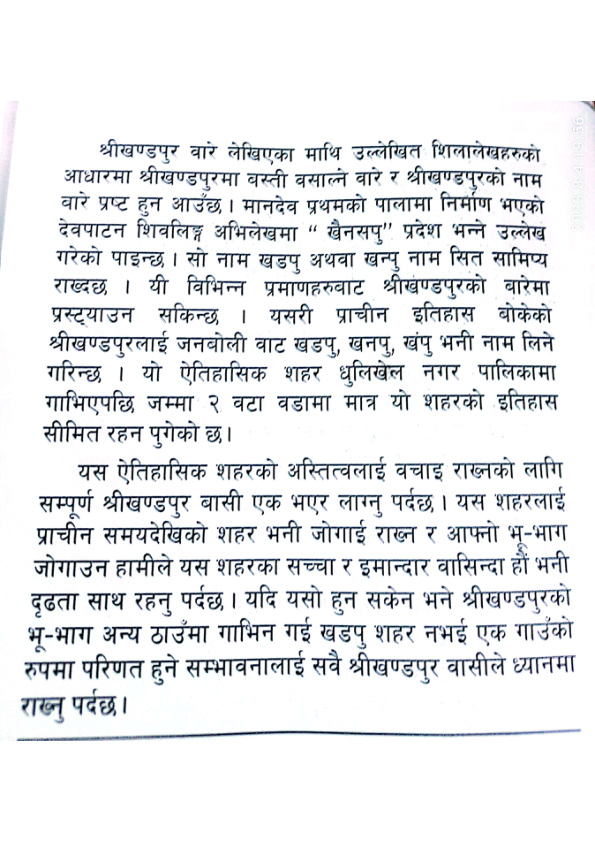 श्रीखण्डपुर वारे लेखिएका माथि उल्लेखित शिलालेखहरुको
आधारमा श्रीखण्डपुरमा वस्ती वसाल्ने वारे र श्रीखण्डपुरको नाम
वारे प्रष्ट हुन आउँछ । मानदेव प्रथमको पालामा निर्माण भएको
देवपाटन शिवलिङ्ग अभिलेखमा “ खैनसपु” प्रदेश भन्ने उल्लेख
गरेको पाइन्छ । सो नाम खडपु अथवा खन्पु नाम सित सामिप्य
राख्दछ । यी विभिन्न प्रमाणहरुबाट श्रीखण्डपुरको बारेमा
प्रस्ट्याउन सकिन्छ । यसरी प्राचीन इतिहास बोकेको
श्रीखण्डपुरलाई जनबोली वाट खडपु, खनपु, खंपु भनी नाम लिने
गरिन्छ । यो ऐतिहासिक शहर धुलिखेल नगर पालिकामा
गाभिएपछि जम्मा २ वटा वडामा मात्र यो शहरको इतिहास
सीमित रहन पुगेको छ।
यस ऐतिहासिक शहरको अस्तित्वलाई वचाइ राख्नको लागि
सम्पूर्ण श्रीखण्डपुर बासी एक भएर लाग्नु पर्दछ । यस शहरलाई
प्राचीन समयदेखिको शहर भनी जोगाई राख्न र आफ्नो भू-भाग
जोगाउन हामीले यस शहरका सच्चा र इमान्दार वासिन्दा हौं भनी
दृढता साथ रहनु पर्दछ । यदि यसो हुन सकेन भने श्रीखण्डपुरको
भू-भाग अन्य ठाउँमा गाभिन गई खडपु शहर नभई एक गाउँको
रुपमा परिणत हुने सम्भावनालाई सवै श्रीखण्डपुर वासीले ध्यानमा
राख्नु पर्दछ ।